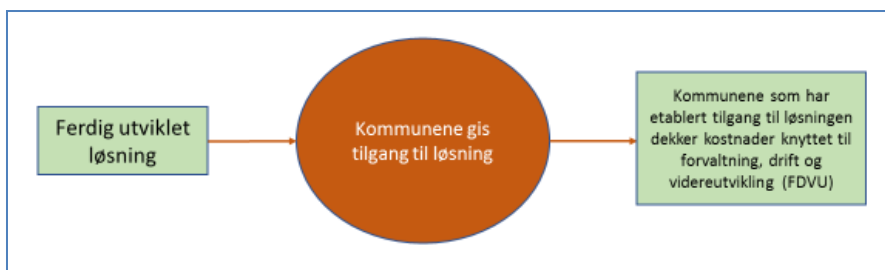 Ferdig utviklet
løsning
Kommunene gis
tilgang til løsning
Kommunene som har
etablert tilgang til løsningen
dekker kostnader knyttet til
forvaltning, drift og
videreutvikling (FDVU)